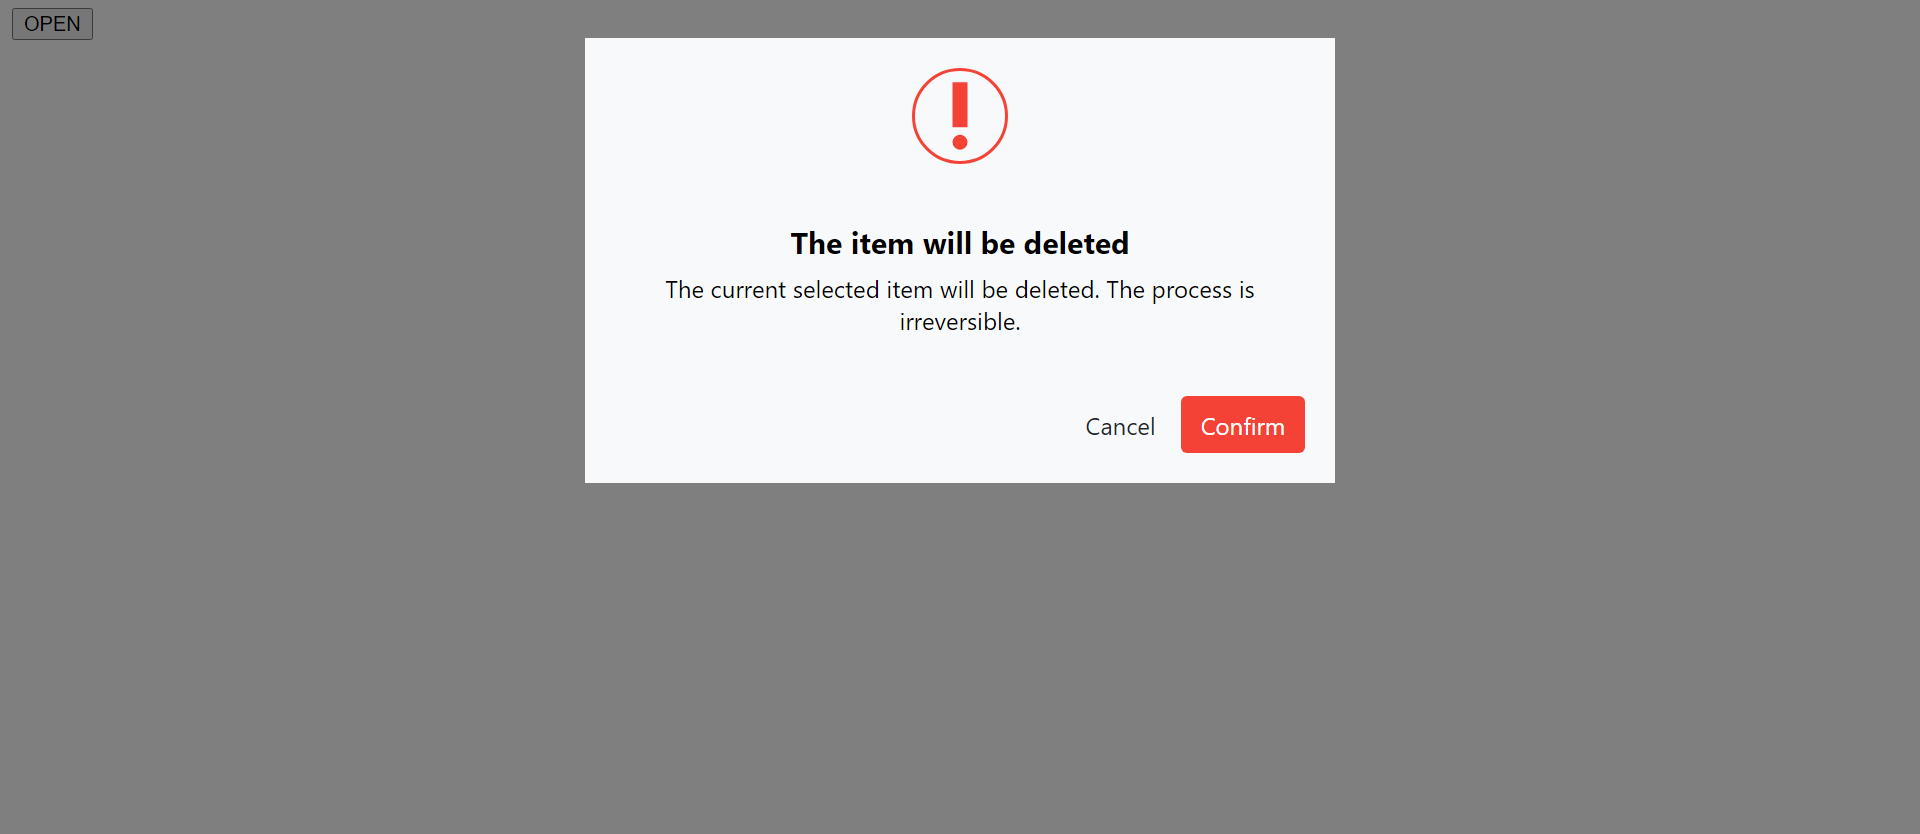 OPEN
The item will be deleted
The current selected item will be deleted. The process is
irreversible.
Cancel
Confirm